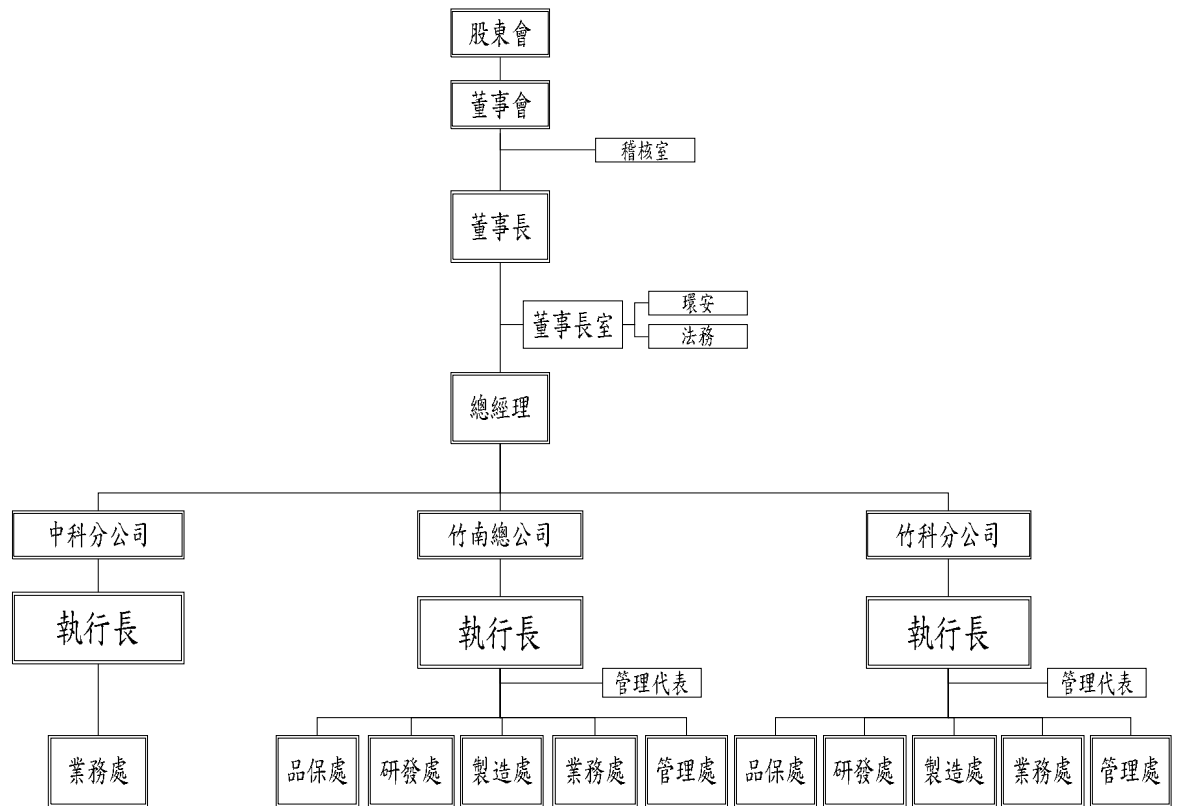 股東會
董事會
稽核室
董事長
董事長室
環安
法務
總經理
中科分公司
竹南總公司
竹科分公司
執行長
執行長
執行長
管理代表
管理代表
業務處
品保處
研發處
製造處
業務處
管理處
品保處
研發處
製造處
業務處
管理處